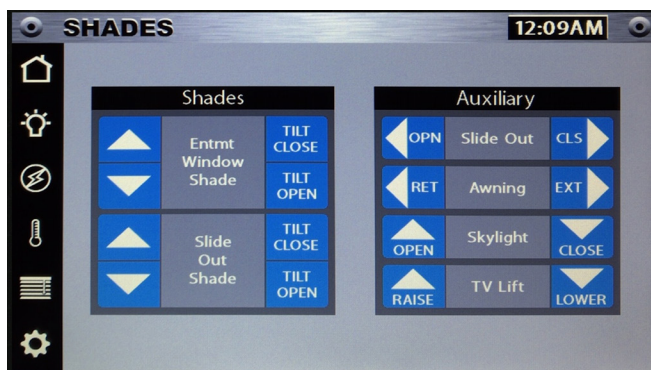 SHADES
12:09AM
Shades
Entmt
Window
Shade
TILT
CLOSE
TILT
OPEN
Slide
Out
Shade
TILT
CLOSE
TILT
OPEN
Auxiliary
OPN Slide Out CLS
RET Awning EXT
OPEN Skylight CLOSE
RAISE TV Lift LOWER